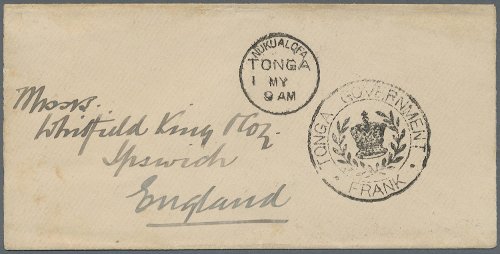 NUKUALOFA
TONGA
1 MY
9 AM
TONGA GOVERNMENT
FRANK
Messrs.
Whitfield King & Co.
Ipswich
England